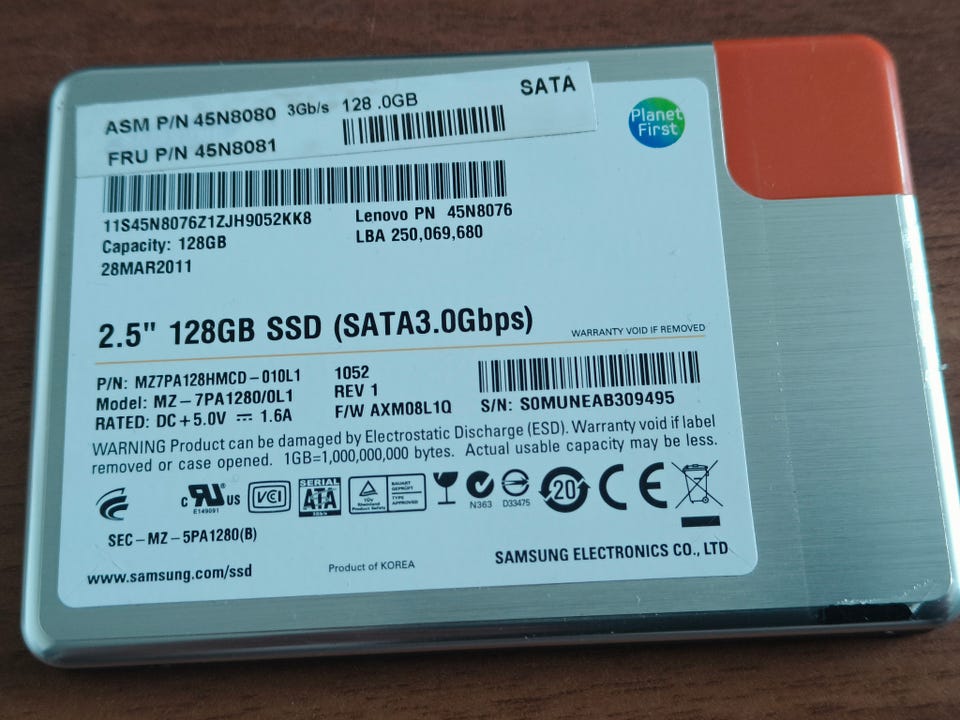 ASM P/N 45N8080 3Gb/s 128 .0GB SATA
FRU P/N 45N8081
Planet
First
11S45N8076Z1ZJH9052KK8 Lenovo PN 45N8076
Capacity: 128GB LBA 250,069,680
28MAR2011
2.5" 128GB SSD (SATA3.0Gbps) WARRANTY VOID IF REMOVED
P/N: MZ7PA128HMCD-010L1 1052
Model: MZ-7PA1280/0L1 REV 1
RATED: DC+5.0V ⎓ 1.6A F/W AXM08L1Q S/N: S0MUNEAB309495
WARNING Product can be damaged by Electrostatic Discharge (ESD). Warranty void if label
removed or case opened. 1GB=1,000,000,000 bytes. Actual usable capacity may be less.
c RU US VCI SERIAL ATA 20 CE
E149091 N363 D33475
SEC-MZ-5PA1280(B)
www.samsung.com/ssd Product of KOREA SAMSUNG ELECTRONICS CO., LTD